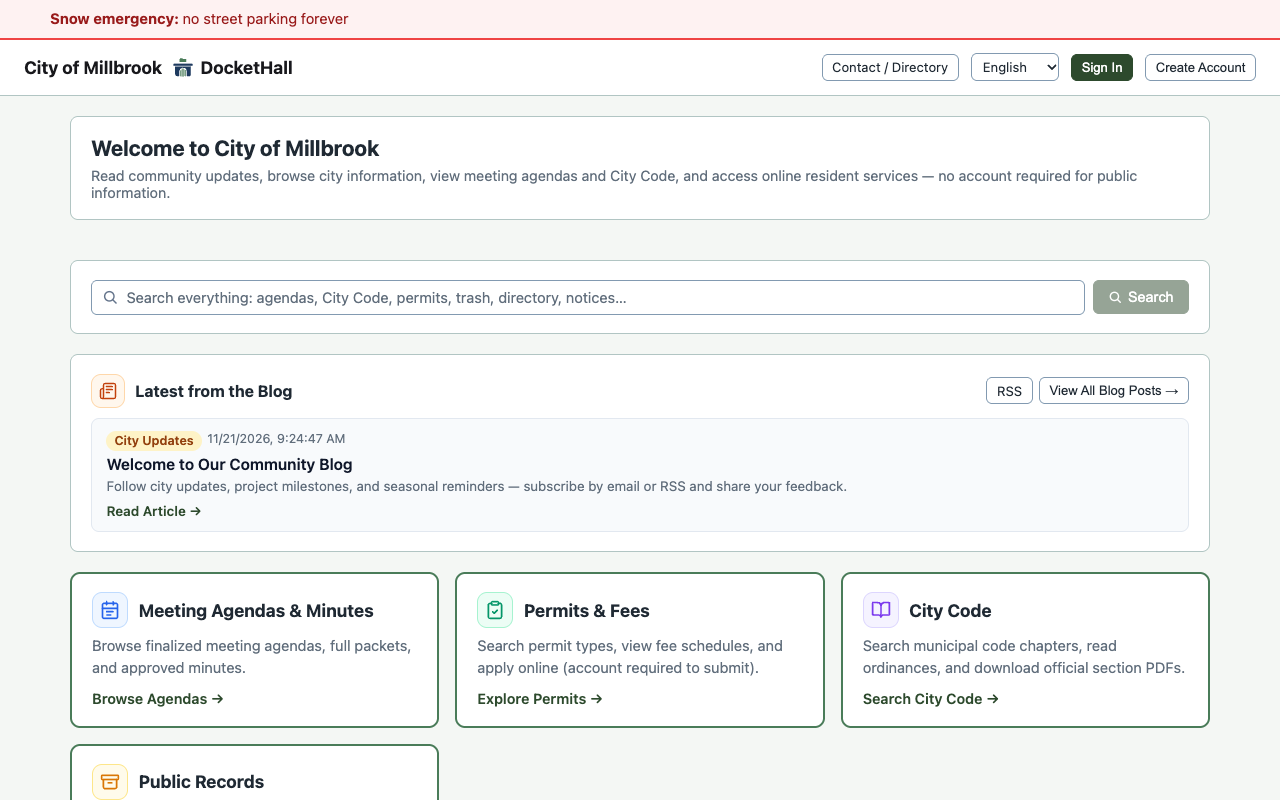 Snow emergency: no street parking forever
City of Millbrook DocketHall
Contact / Directory
English
Sign In
Create Account
Welcome to City of Millbrook
Read community updates, browse city information, view meeting agendas and City Code, and access online resident services — no account required for public
information.
Search everything: agendas, City Code, permits, trash, directory, notices...
Search
Latest from the Blog
RSS
View All Blog Posts →
City Updates 11/21/2026, 9:24:47 AM
Welcome to Our Community Blog
Follow city updates, project milestones, and seasonal reminders — subscribe by email or RSS and share your feedback.
Read Article →
Meeting Agendas & Minutes
Browse finalized meeting agendas, full packets,
and approved minutes.
Browse Agendas →
Permits & Fees
Search permit types, view fee schedules, and
apply online (account required to submit).
Explore Permits →
City Code
Search municipal code chapters, read
ordinances, and download official section PDFs.
Search City Code →
Public Records